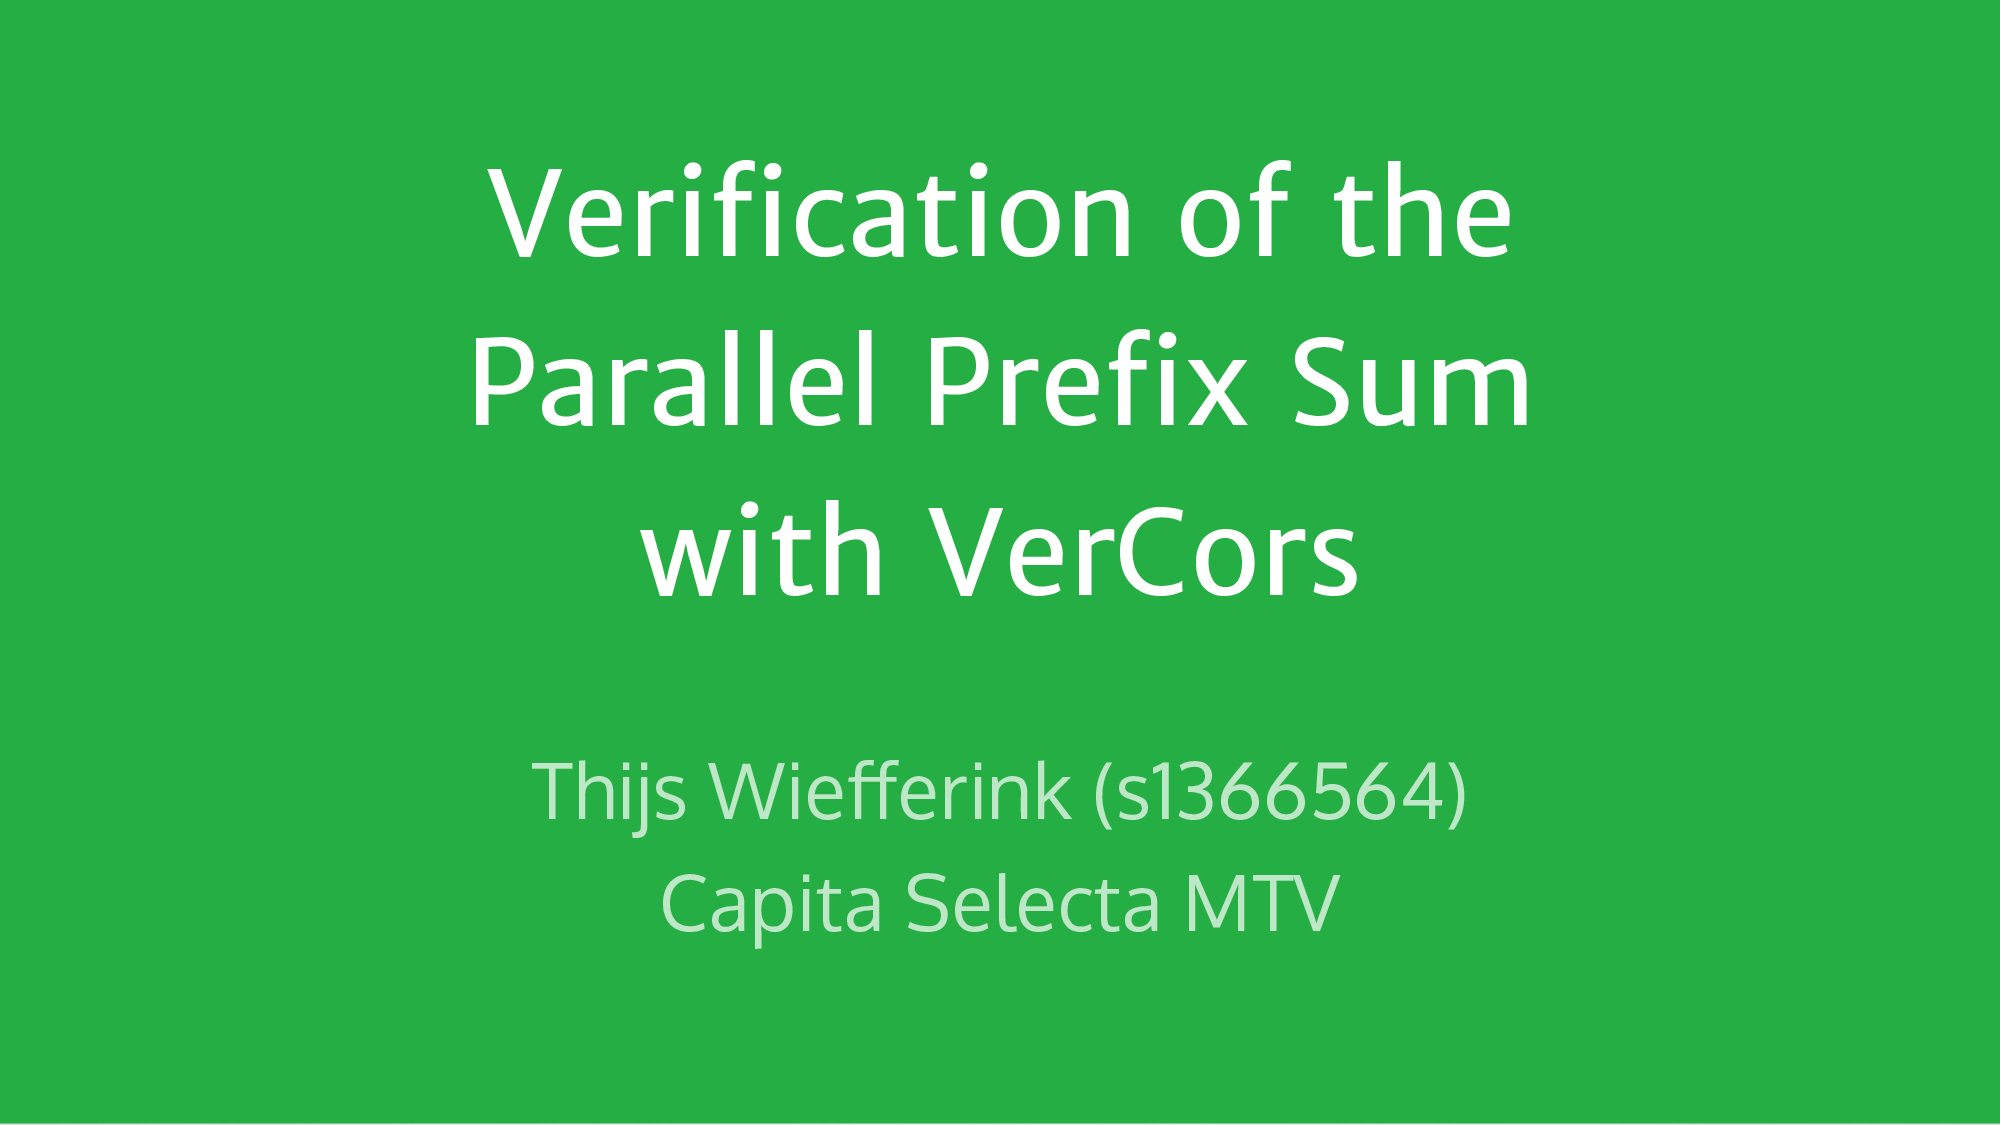 Verification of the
Parallel Prefix Sum
with VerCors
Thijs Wiefferink (s1366564)
Capita Selecta MTV